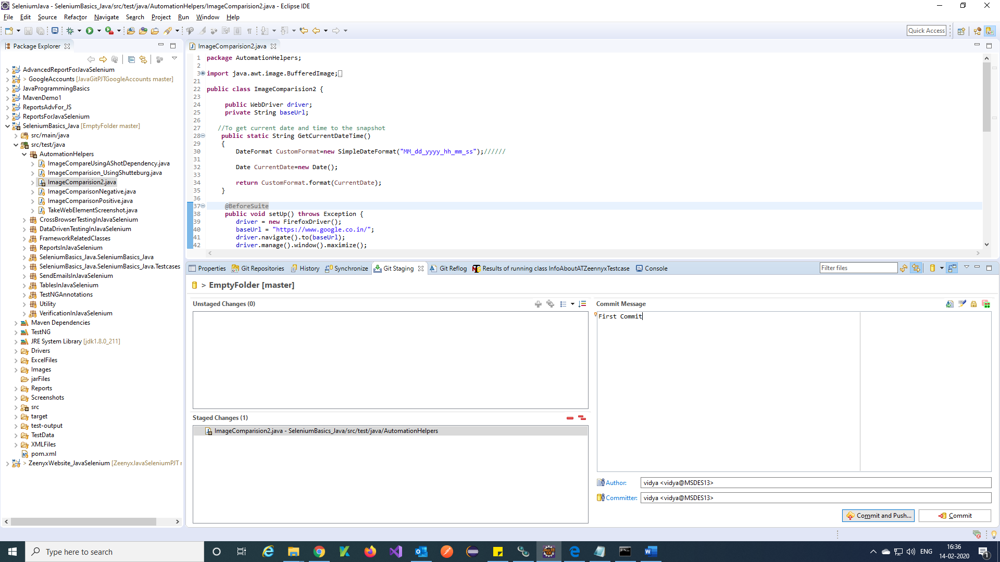 SeleniumJava - SeleniumBasics_Java/src/test/java/AutomationHelpers/ImageComparision2.java - Eclipse IDE
File Edit Source Refactor Navigate Search Project Run Window Help
Quick Access
Package Explorer
AdvancedReportForJavaSelenium
> GoogleAccounts [JavaGitPJTGoogleAccounts master]
JavaProgrammingBasics
MavenDemo1
ReportsAdvFor_JS
ReportsForJavaSelenium
SeleniumBasics_Java [EmptyFolder master]
src/main/java
src/test/java
AutomationHelpers
ImageCompareUsingAShotDependency.java
ImageComparision_UsingShutteburg.java
ImageComparision2.java
ImageComparisonNegative.java
ImageComparisonPositive.java
TakeWebElementScreenshot.java
CrossBrowserTestingInJavaSelenium
DataDrivenTestingInJavaSelenium
FrameworkRelatedClasses
ReportsInJavaSelenium
SeleniumBasics_Java.SeleniumBasics_Java
SeleniumBasics_Java.SeleniumBasics_Java.Testcases
SendEmailsInJavaSelenium
TablesInJavaSelenium
TestNGAnnotations
Utility
VerificationInJavaSelenium
Maven Dependencies
TestNG
JRE System Library [jdk1.8.0_211]
Drivers
ExcelFiles
Images
jarFiles
Reports
Screenshots
src
target
test-output
TestData
XMLFiles
pom.xml
> ZeenyxWebsite_JavaSelenium [ZeenyxJavaSeleniumPJT r
ImageComparision2.java
1 package AutomationHelpers;
2
3 import java.awt.image.BufferedImage;
21
22 public class ImageComparision2 {
23
24 public WebDriver driver;
25 private String baseUrl;
26
27 //To get current date and time to the snapshot
28 public static String GetCurrentDateTime()
29 {
30 DateFormat CustomFormat=new SimpleDateFormat("MM_dd_yyyy_hh_mm_ss");//////
31
32 Date CurrentDate=new Date();
33
34 return CustomFormat.format(CurrentDate);
35 }
36
37 @BeforeSuite
38 public void setUp() throws Exception {
39 driver = new FirefoxDriver();
40 baseUrl = "https://www.google.co.in/";
41 driver.navigate().to(baseUrl);
42 driver.manage().window().maximize();
Properties Git Repositories History Synchronize Git Staging Git Reflog Results of running class InfoAboutATZeennyxTestcase Console
Filter files
> EmptyFolder [master]
Unstaged Changes (0)
Staged Changes (1)
ImageComparision2.java - SeleniumBasics_Java/src/test/java/AutomationHelpers
Commit Message
First Commit
Author: vidya <vidya@MSDES13>
Committer: vidya <vidya@MSDES13>
Commit and Push... Commit
Type here to search
ENG
16:36
14-02-2020
1